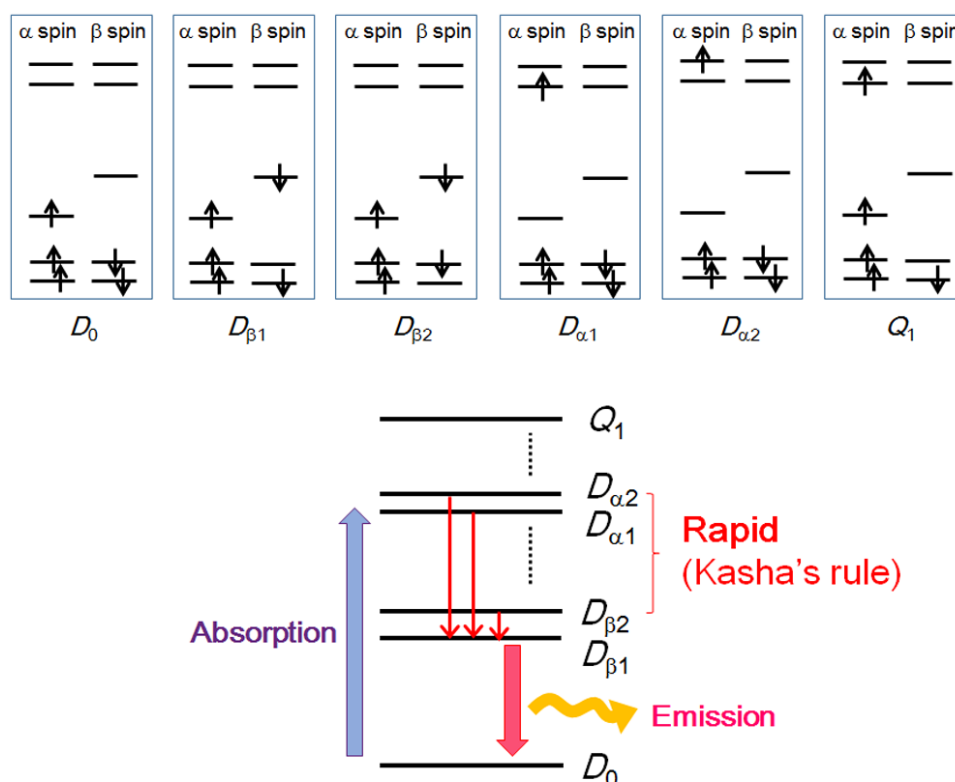 α spin β spin α spin β spin α spin β spin α spin β spin α spin β spin α spin β spin
D0 Dβ1 Dβ2 Dα1 Dα2 Q1
Q1
Dα2
Dα1
Rapid
(Kasha's rule)
Dβ2
Absorption
Dβ1
Emission
D0